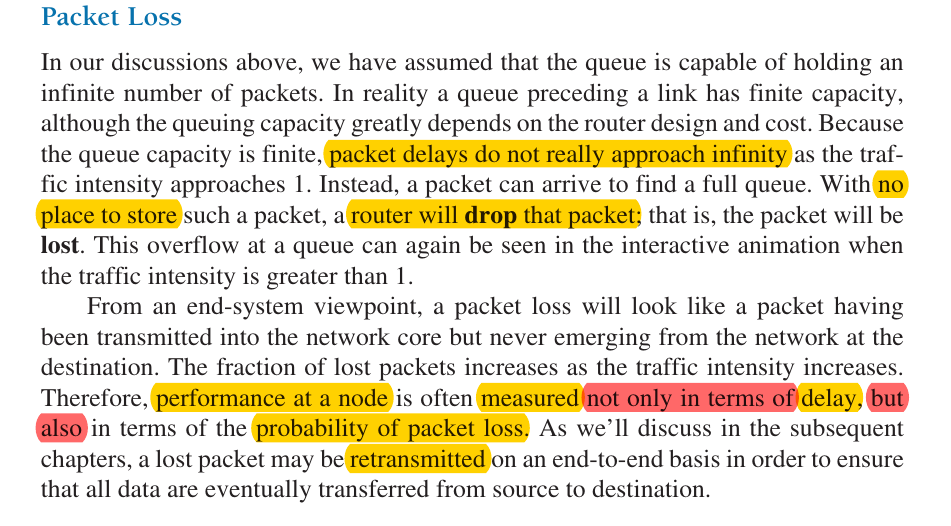 Packet Loss
In our discussions above, we have assumed that the queue is capable of holding an
infinite number of packets. In reality a queue preceding a link has finite capacity,
although the queuing capacity greatly depends on the router design and cost. Because
the queue capacity is finite, packet delays do not really approach infinity as the traf-
fic intensity approaches 1. Instead, a packet can arrive to find a full queue. With no
place to store such a packet, a router will drop that packet; that is, the packet will be
lost. This overflow at a queue can again be seen in the interactive animation when
the traffic intensity is greater than 1.
From an end-system viewpoint, a packet loss will look like a packet having
been transmitted into the network core but never emerging from the network at the
destination. The fraction of lost packets increases as the traffic intensity increases.
Therefore, performance at a node is often measured not only in terms of delay, but
also in terms of the probability of packet loss. As we’ll discuss in the subsequent
chapters, a lost packet may be retransmitted on an end-to-end basis in order to ensure
that all data are eventually transferred from source to destination.